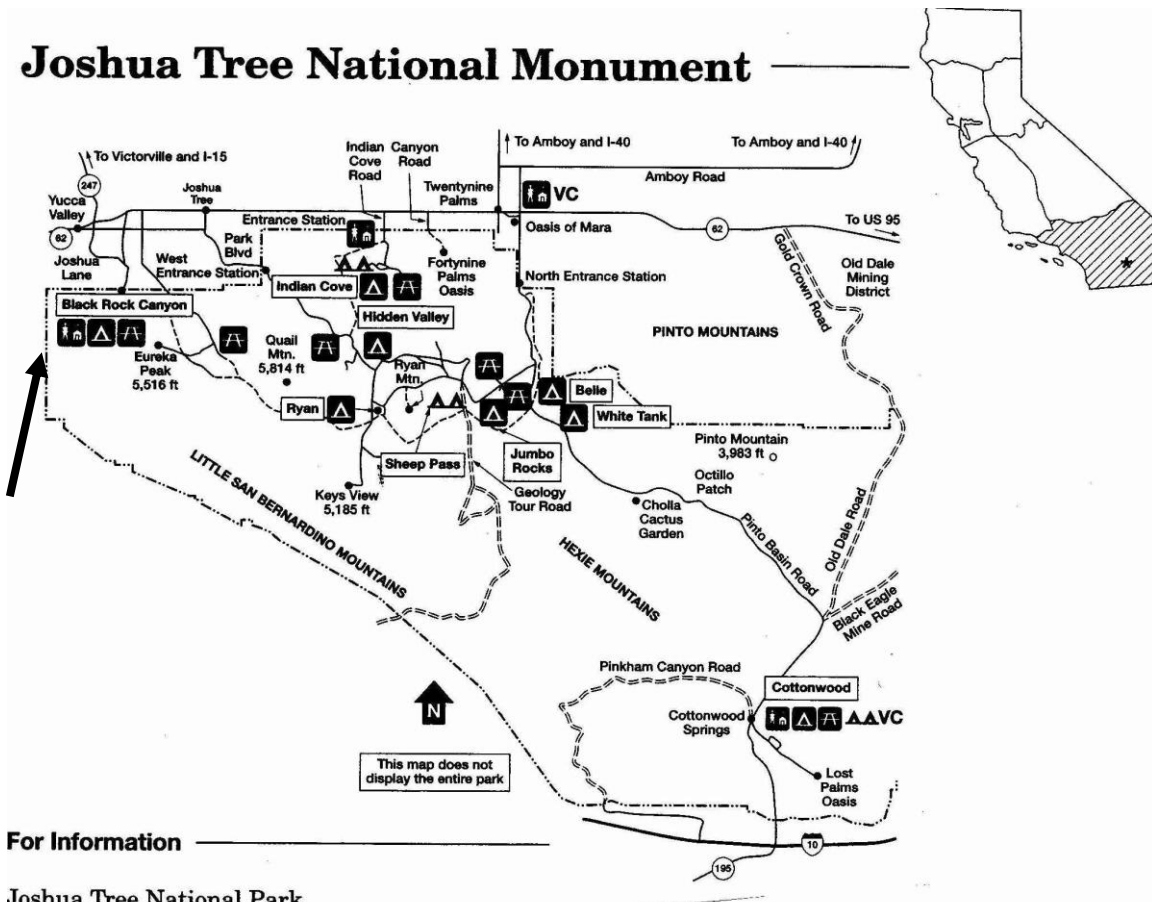 Joshua Tree National Monument
To Victorville and I-15
247
Yucca
Valley
62
Joshua
Tree
Indian
Cove
Road
Canyon
Road
To Amboy and I-40
To Amboy and I-40
Amboy Road
Twentynine
Palms
VC
Oasis of Mara
62
To US 95
Entrance Station
Park
Blvd
West
Entrance Station
Joshua
Lane
Fortynine
Palms
Oasis
North Entrance Station
Gold Crown Road
Old Dale
Mining
District
Indian Cove
Black Rock Canyon
Hidden Valley
PINTO MOUNTAINS
Eureka
Peak
5,516 ft
Quail
Mtn.
5,814 ft
Ryan
Mtn.
Ryan
Belle
White Tank
Pinto Mountain
3,983 ft
Sheep Pass
Jumbo
Rocks
Geology
Tour Road
Keys View
5,185 ft
Octillo
Patch
Cholla
Cactus
Garden
Old Dale Road
Pinto Basin Road
LITTLE SAN BERNARDINO MOUNTAINS
HEXIE MOUNTAINS
Black Eagle
Mine Road
Pinkham Canyon Road
Cottonwood
N
Cottonwood
Springs
VC
This map does not
display the entire park
Lost
Palms
Oasis
10
195
For Information
Joshua Tree National Park